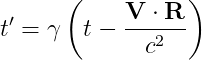 t′ = γ (t − V · R / c²)